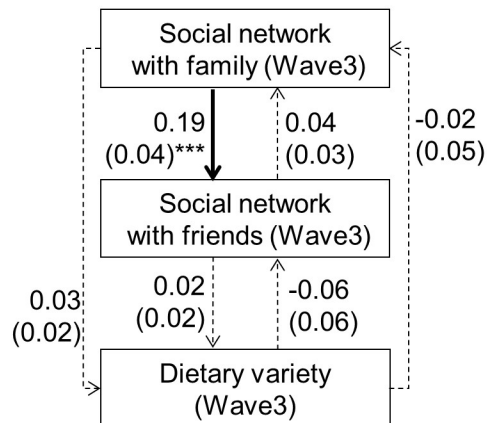 Social network
with family (Wave3)
0.19
(0.04)***
0.04
(0.03)
-0.02
(0.05)
Social network
with friends (Wave3)
0.03
(0.02)
0.02
(0.02)
-0.06
(0.06)
Dietary variety
(Wave3)